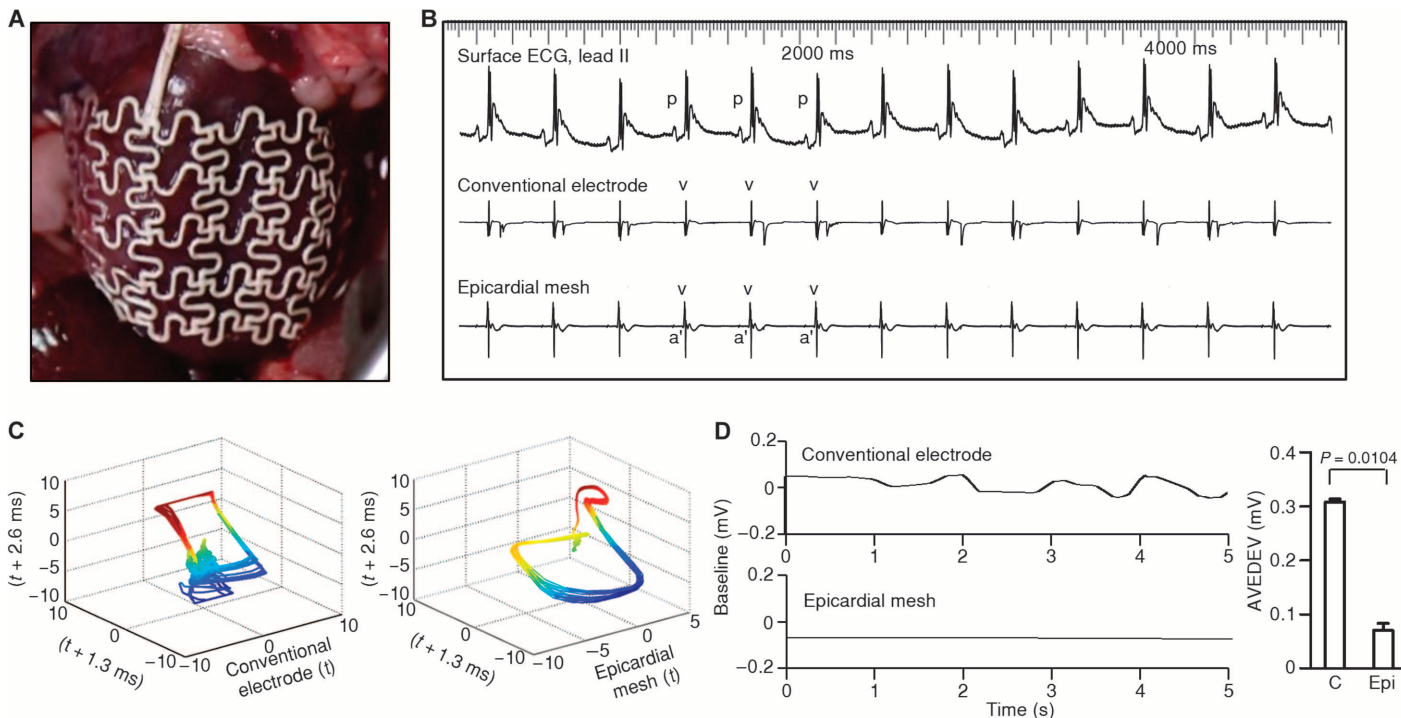 A
B
Surface ECG, lead II
2000 ms
4000 ms
p p p
Conventional electrode
v v v
Epicardial mesh
v v v
a' a' a'
C
10
5
0
−5
−10
(t + 2.6 ms)
10
0
−10
(t + 1.3 ms)
−10
0
10
Conventional
electrode (t)
10
5
0
−5
−10
(t + 2.6 ms)
10
0
−10
(t + 1.3 ms)
−10
−5
0
5
Epicardial
mesh (t)
D
0.2
0
−0.2
Conventional electrode
0 1 2 3 4 5
Baseline (mV)
0.2
0
−0.2
Epicardial mesh
0 1 2 3 4 5
Time (s)
P = 0.0104
0.4
0.3
0.2
0.1
0
AVEDEV (mV)
C Epi